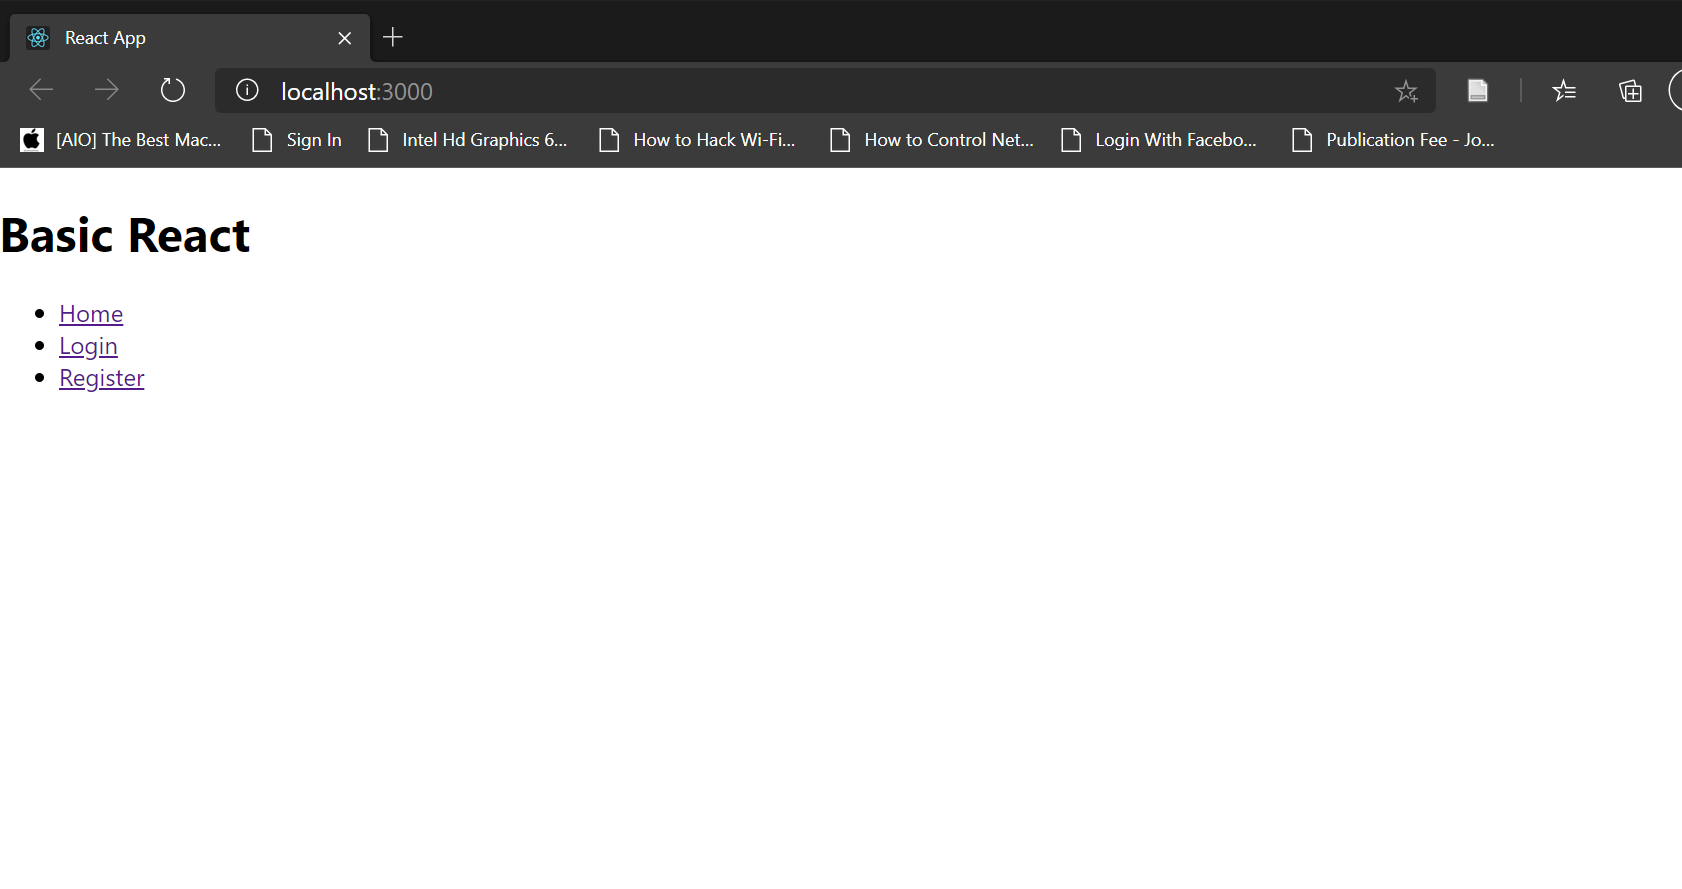 React App
localhost:3000
[AIO] The Best Mac... Sign In Intel Hd Graphics 6... How to Hack Wi-Fi... How to Control Net... Login With Facebo... Publication Fee - Jo...
Basic React
Home
Login
Register